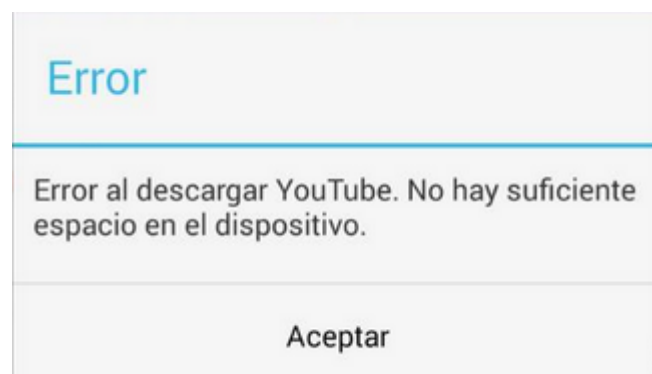 Error
Error al descargar YouTube. No hay suficiente
espacio en el dispositivo.
Aceptar